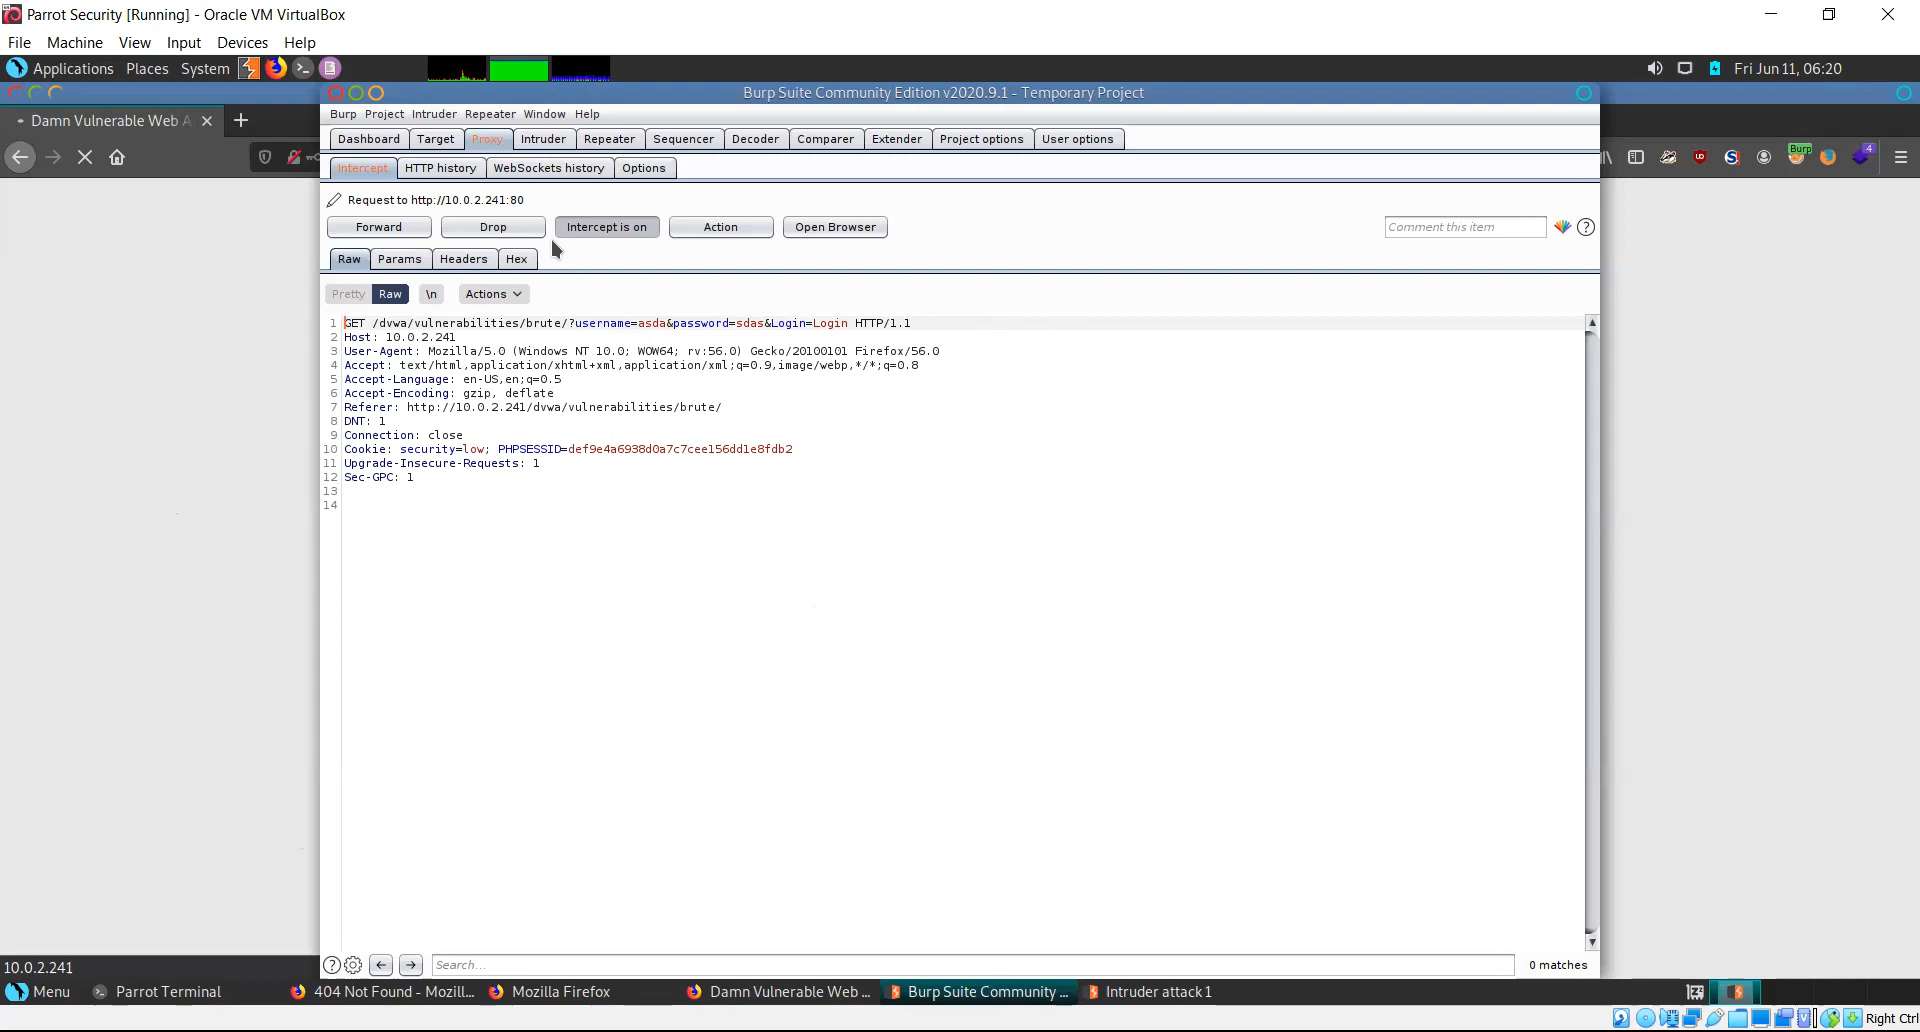 Parrot Security [Running] - Oracle VM VirtualBox
File Machine View Input Devices Help
Applications Places System
Fri Jun 11, 06:20
Burp Suite Community Edition v2020.9.1 - Temporary Project
Damn Vulnerable Web A
Burp Project Intruder Repeater Window Help
Dashboard Target Proxy Intruder Repeater Sequencer Decoder Comparer Extender Project options User options
Burp
4
Intercept HTTP history WebSockets history Options
Request to http://10.0.2.241:80
Forward Drop Intercept is on Action Open Browser
Comment this item
?
Raw Params Headers Hex
Pretty Raw \n Actions
1 GET /dvwa/vulnerabilities/brute/?username=asda&password=sdas&Login=Login HTTP/1.1
2 Host: 10.0.2.241
3 User-Agent: Mozilla/5.0 (Windows NT 10.0; WOW64; rv:56.0) Gecko/20100101 Firefox/56.0
4 Accept: text/html,application/xhtml+xml,application/xml;q=0.9,image/webp,*/*;q=0.8
5 Accept-Language: en-US,en;q=0.5
6 Accept-Encoding: gzip, deflate
7 Referer: http://10.0.2.241/dvwa/vulnerabilities/brute/
8 DNT: 1
9 Connection: close
10 Cookie: security=low; PHPSESSID=def9e4a6938d0a7c7cee156dd1e8fdb2
11 Upgrade-Insecure-Requests: 1
12 Sec-GPC: 1
13
14
? Search... 0 matches
10.0.2.241
Menu Parrot Terminal 404 Not Found - Mozill... Mozilla Firefox Damn Vulnerable Web ... Burp Suite Community ... Intruder attack 1
Right Ctrl